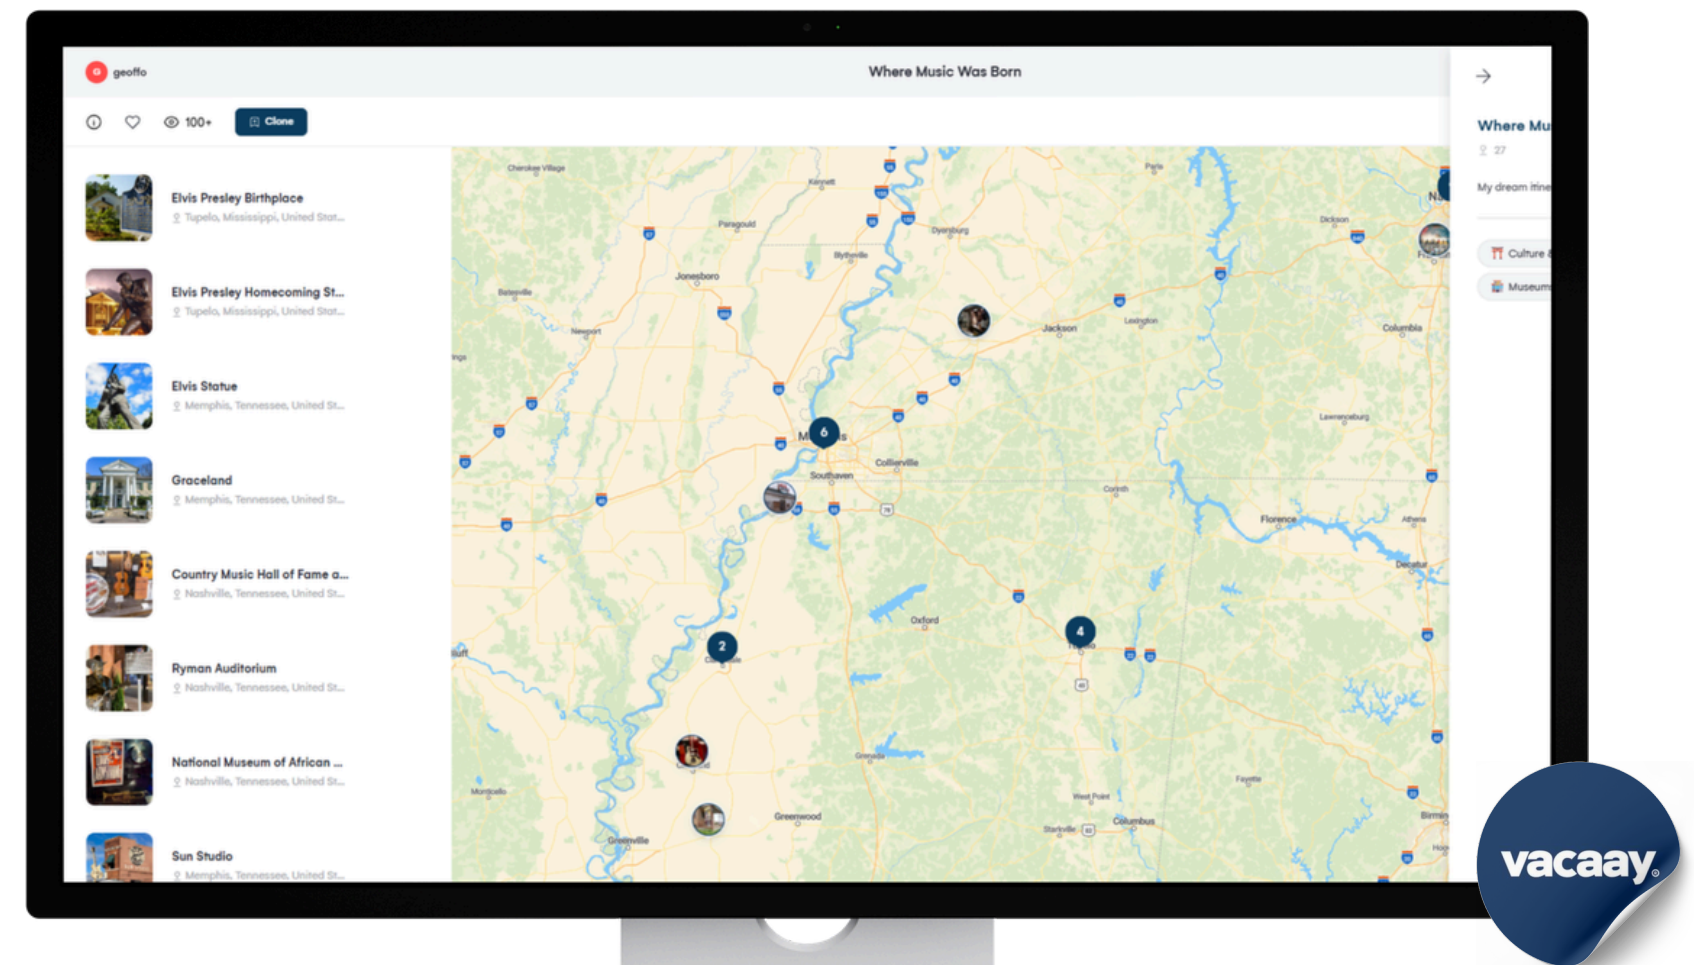 G geoffo
Where Music Was Born
100+
Clone
Elvis Presley Birthplace
Tupelo, Mississippi, United Stat...
Elvis Presley Homecoming St...
Tupelo, Mississippi, United Stat...
Elvis Statue
Memphis, Tennessee, United St...
Graceland
Memphis, Tennessee, United St...
Country Music Hall of Fame a...
Nashville, Tennessee, United St...
Ryman Auditorium
Nashville, Tennessee, United St...
National Museum of African ...
Nashville, Tennessee, United St...
Sun Studio
Memphis, Tennessee, United St...
Cherokee Village
Kennett
Paris
Paragould
Dyersburg
Dickson
Blytheville
Jonesboro
Batesville
Newport
Jackson
Lexington
Columbia
ings
Lawrenceburg
6
Collierville
Southaven
Corinth
Florence
Athens
Decatur
Oxford
2
4
luff
Grenada
Monticello
Fayette
West Point
Greenwood
Starkville
Columbus
Birmin
Greenville
Hoo
Where Mu
27
My dream itine
Culture &
Museum
vacaay.